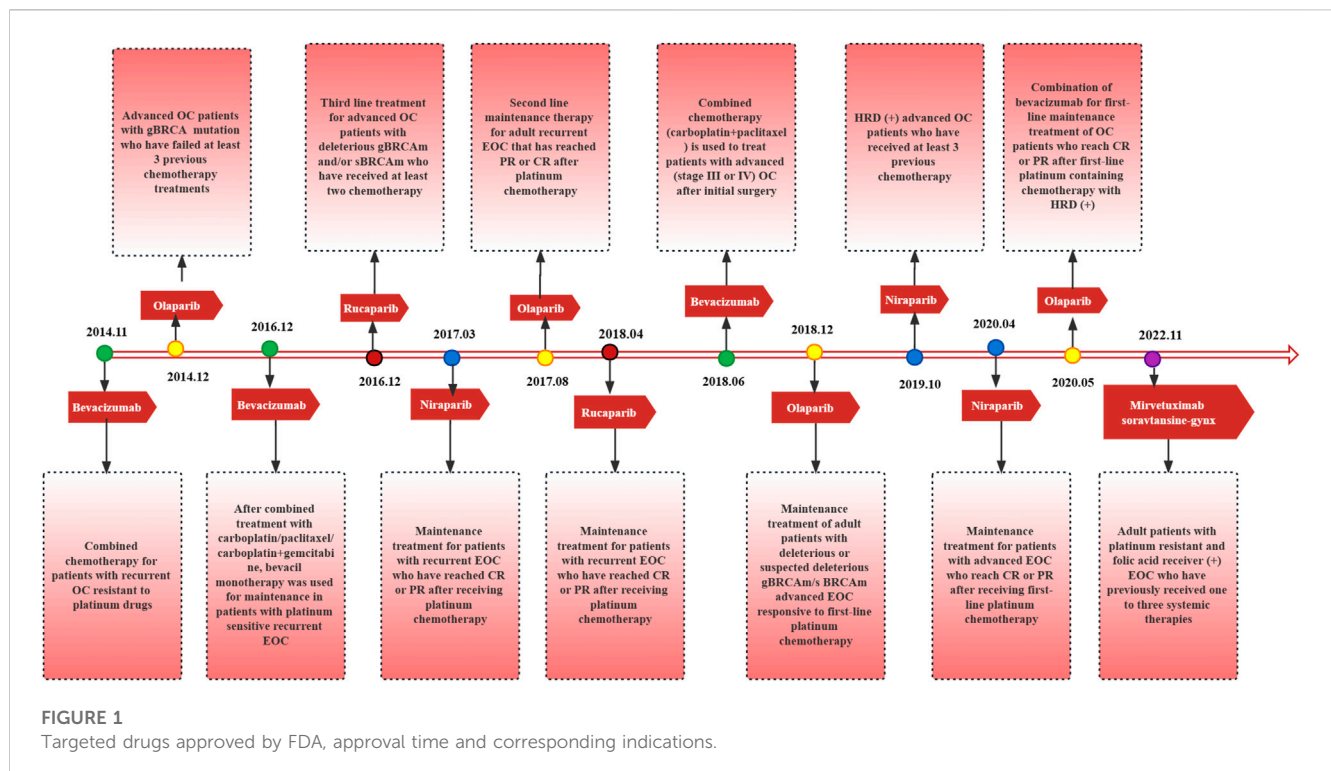 Advanced OC patients
with gBRCA mutation
who have failed at least
3 previous
chemotherapy
treatments
Third line treatment
for advanced OC
patients with
deleterious gBRCAm
and/or sBRCAm who
have received at least
two chemotherapy
Second line
maintenance therapy
for adult recurrent
EOC that has reached
PR or CR after
platinum
chemotherapy
Combined
chemotherapy
(carboplatin+paclitaxel
) is used to treat
patients with advanced
(stage III or IV) OC
after initial surgery
HRD (+) advanced OC
patients who have
received at least 3
previous
chemotherapy
Combination of
bevacizumab for first-
line maintenance
treatment of OC
patients who reach CR
or PR after first-line
platinum containing
chemotherapy with
HRD (+)
Olaparib
Rucaparib
Olaparib
Bevacizumab
Niraparib
Olaparib
2014.11
2016.12
2017.03
2018.04
2018.12
2020.04
2022.11
2014.12
2016.12
2017.08
2018.06
2019.10
2020.05
Bevacizumab
Bevacizumab
Niraparib
Rucaparib
Olaparib
Niraparib
Mirvetuximab
soravtansine-gynx
Combined
chemotherapy for
patients with recurrent
OC resistant to
platinum drugs
After combined
treatment with
carboplatin/paclitaxel/
carboplatin+gemcitabi
ne, bevacil
monotherapy was used
for maintenance in
patients with platinum
sensitive recurrent
EOC
Maintenance
treatment for patients
with recurrent EOC
who have reached CR
or PR after receiving
platinum
chemotherapy
Maintenance
treatment for patients
with recurrent EOC
who have reached CR
or PR after receiving
platinum
chemotherapy
Maintenance
treatment of adult
patients with
deleterious or
suspected deleterious
gBRCAm/s BRCAm
advanced EOC
responsive to first-line
platinum
chemotherapy
Maintenance
treatment for patients
with advanced EOC
who reach CR or PR
after receiving first-
line platinum
chemotherapy
Adult patients with
platinum resistant and
folic acid receiver (+)
EOC who have
previously received one
to three systemic
therapies
FIGURE 1
Targeted drugs approved by FDA, approval time and corresponding indications.